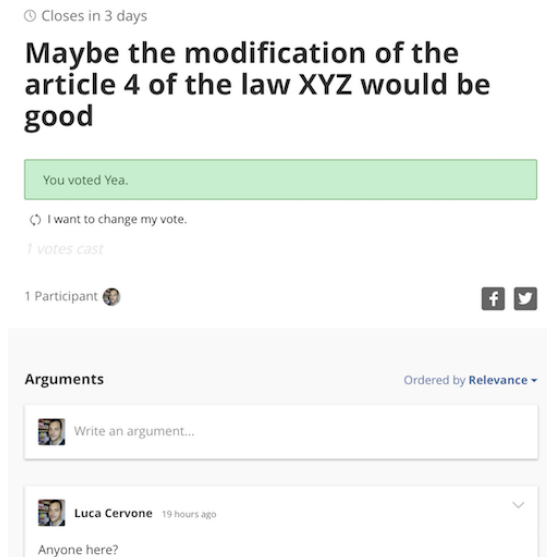 Closes in 3 days
Maybe the modification of the
article 4 of the law XYZ would be
good
You voted Yea.
I want to change my vote.
1 votes cast
1 Participant
Arguments
Ordered by Relevance
Write an argument...
Luca Cervone 19 hours ago
Anyone here?